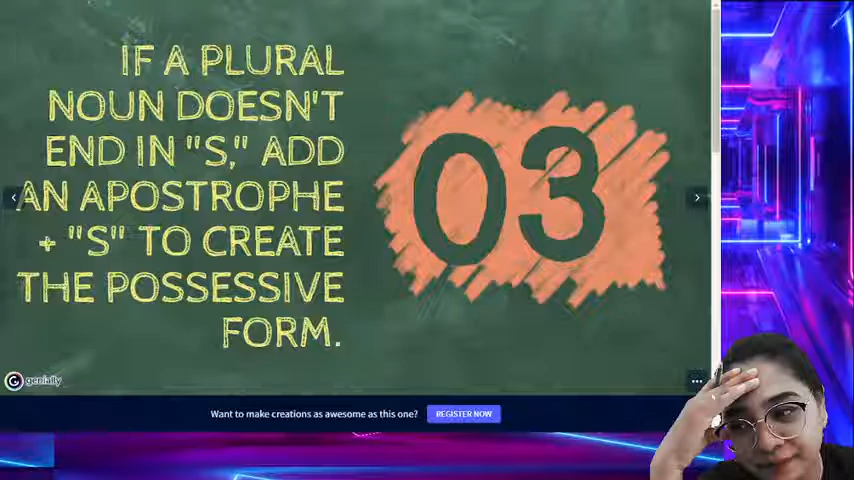 IF A PLURAL
NOUN DOESN'T
END IN "S," ADD
AN APOSTROPHE
+ "S" TO CREATE
THE POSSESSIVE
FORM.
03
genially
Want to make creations as awesome as this one?
REGISTER NOW